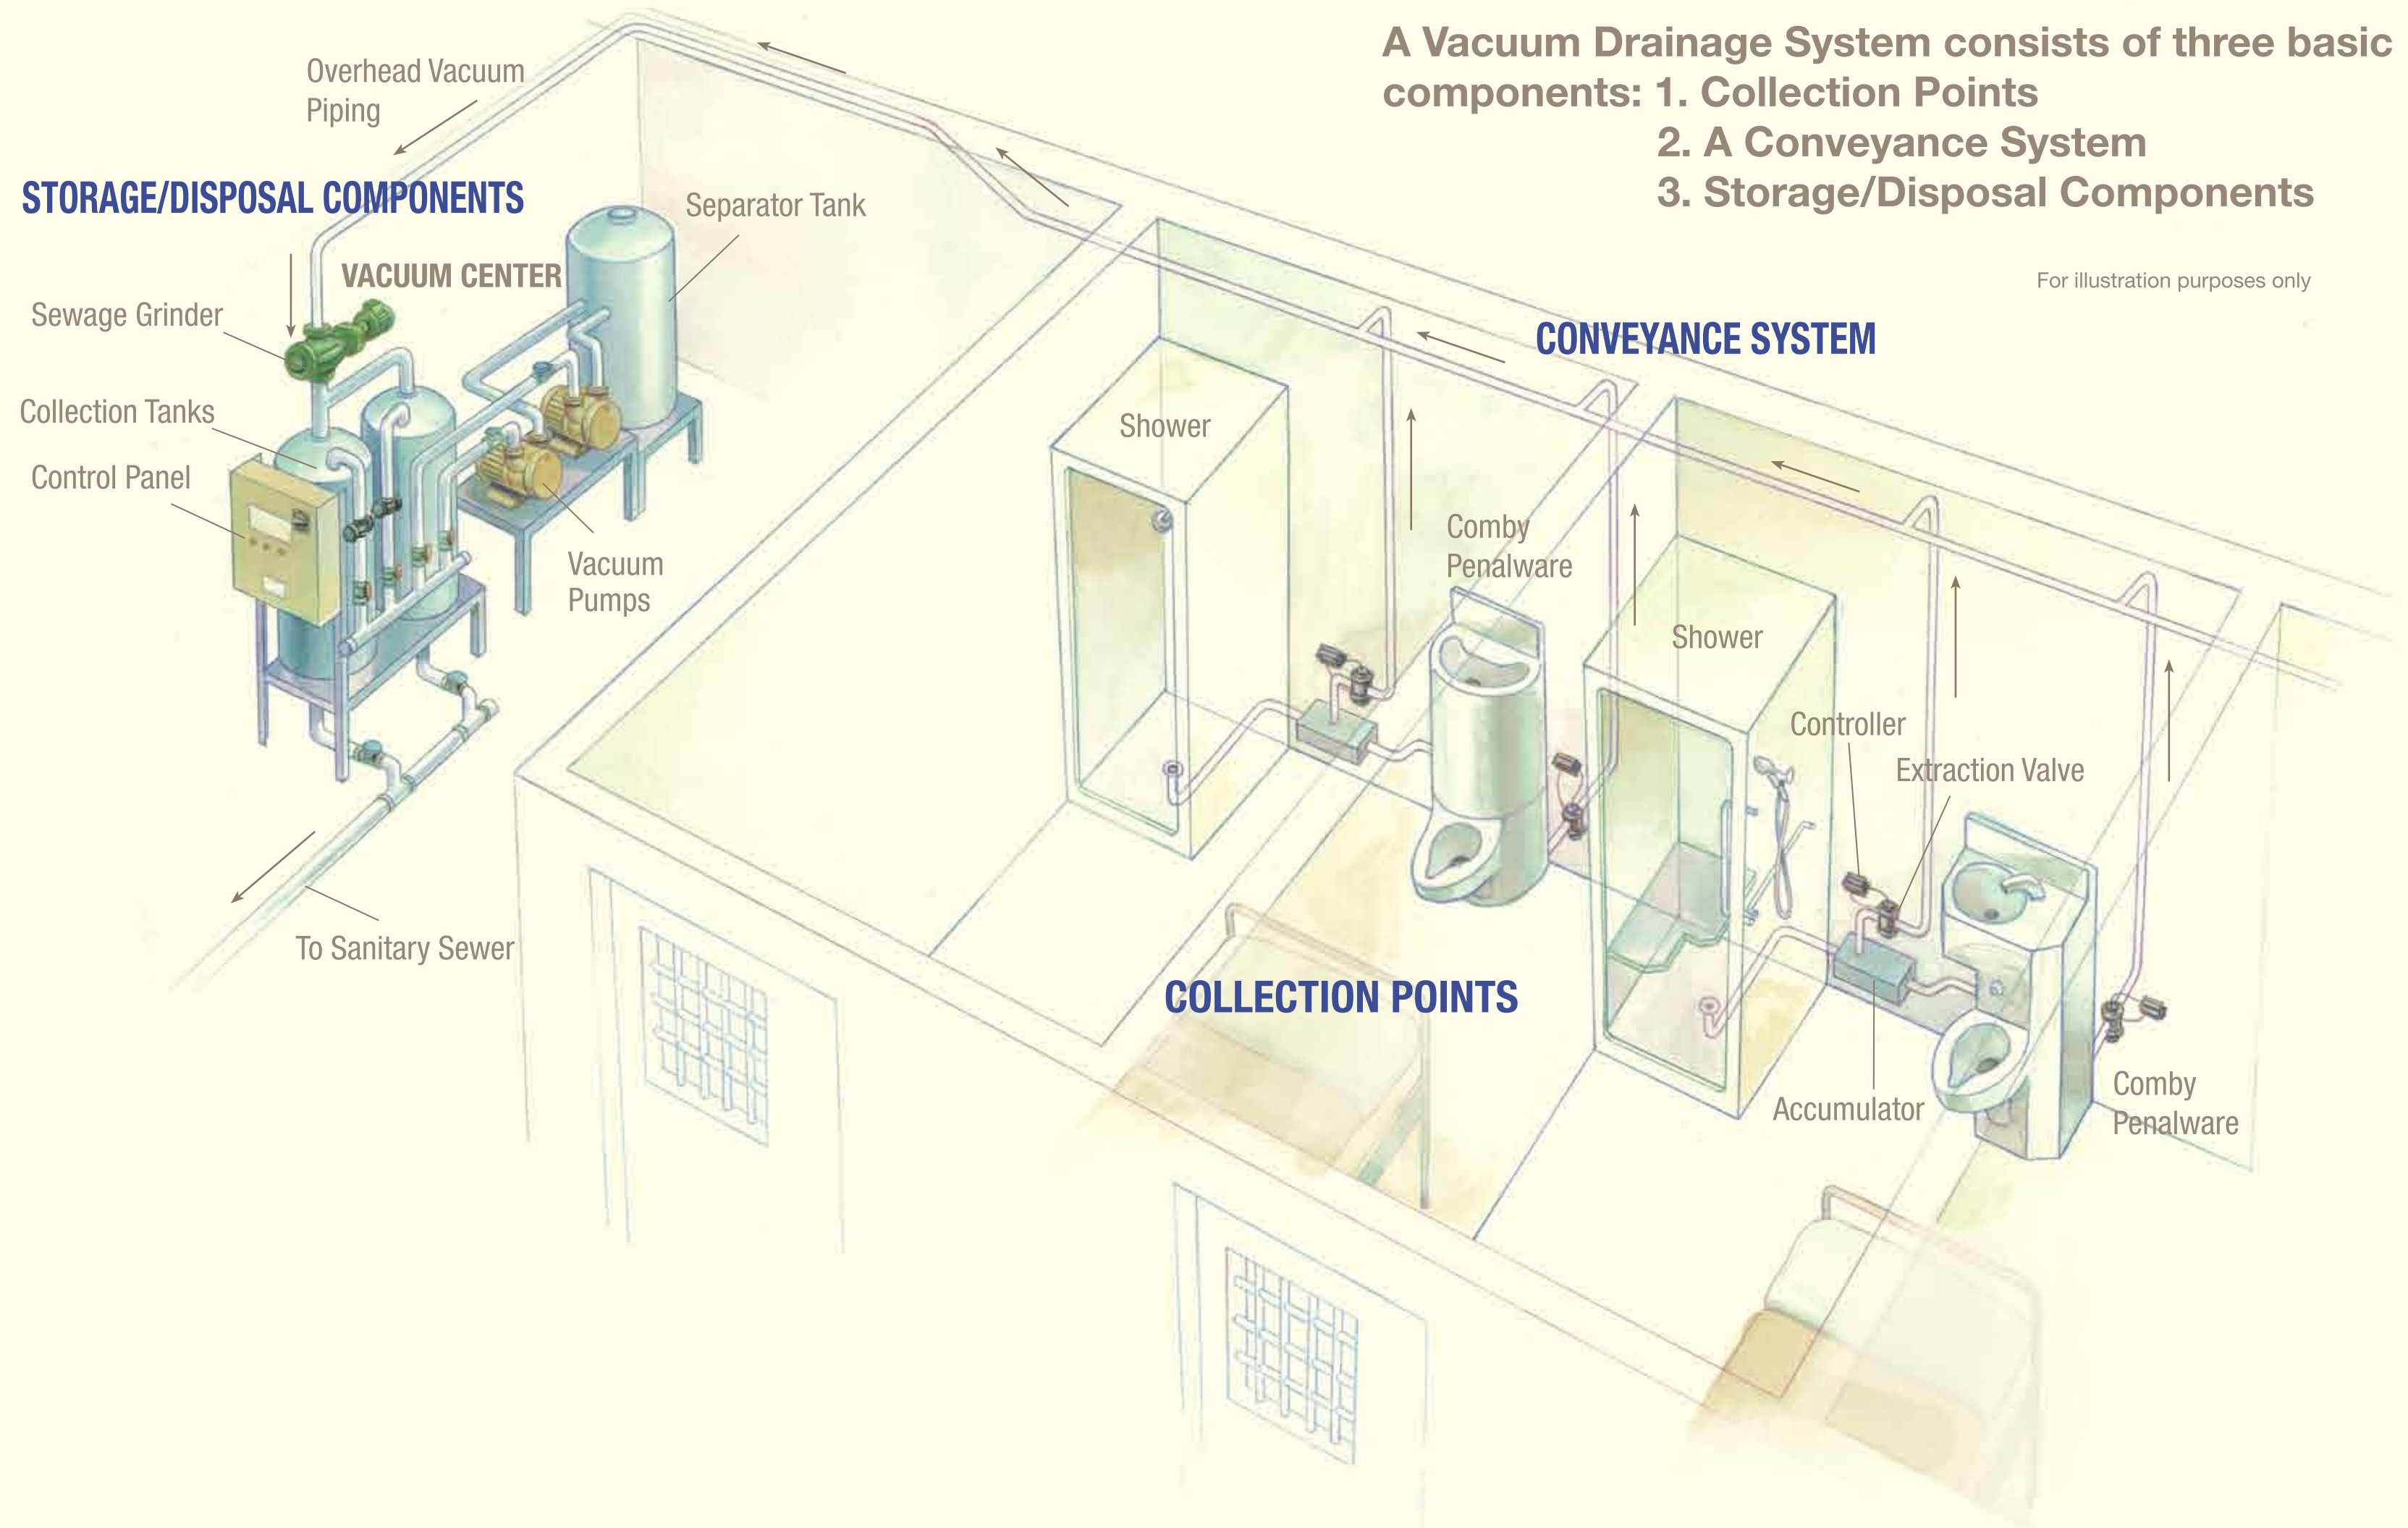 A Vacuum Drainage System consists of three basic
components: 1. Collection Points
2. A Conveyance System
3. Storage/Disposal Components
For illustration purposes only
Overhead Vacuum
Piping
STORAGE/DISPOSAL COMPONENTS
Separator Tank
VACUUM CENTER
Sewage Grinder
Collection Tanks
Control Panel
Vacuum
Pumps
To Sanitary Sewer
CONVEYANCE SYSTEM
Shower
Comby
Penalware
Shower
Controller
Extraction Valve
COLLECTION POINTS
Accumulator
Comby
Penalware